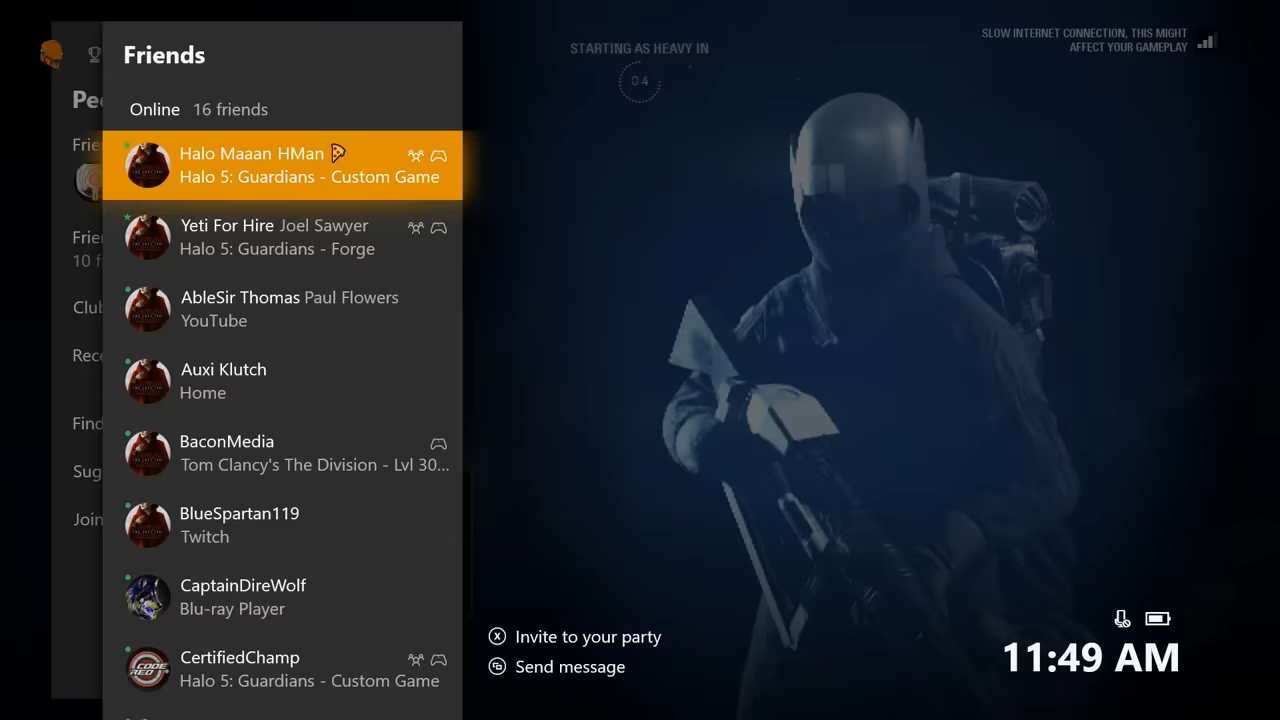 Friends
Online 16 friends
Halo Maaan HMan
Halo 5: Guardians - Custom Game
Yeti For Hire Joel Sawyer
Halo 5: Guardians - Forge
AbleSir Thomas Paul Flowers
YouTube
Auxi Klutch
Home
BaconMedia
Tom Clancy's The Division - Lvl 30...
BlueSpartan119
Twitch
CaptainDireWolf
Blu-ray Player
CertifiedChamp
Halo 5: Guardians - Custom Game
STARTING AS HEAVY IN
04
SLOW INTERNET CONNECTION, THIS MIGHT
AFFECT YOUR GAMEPLAY
X Invite to your party
Send message
11:49 AM